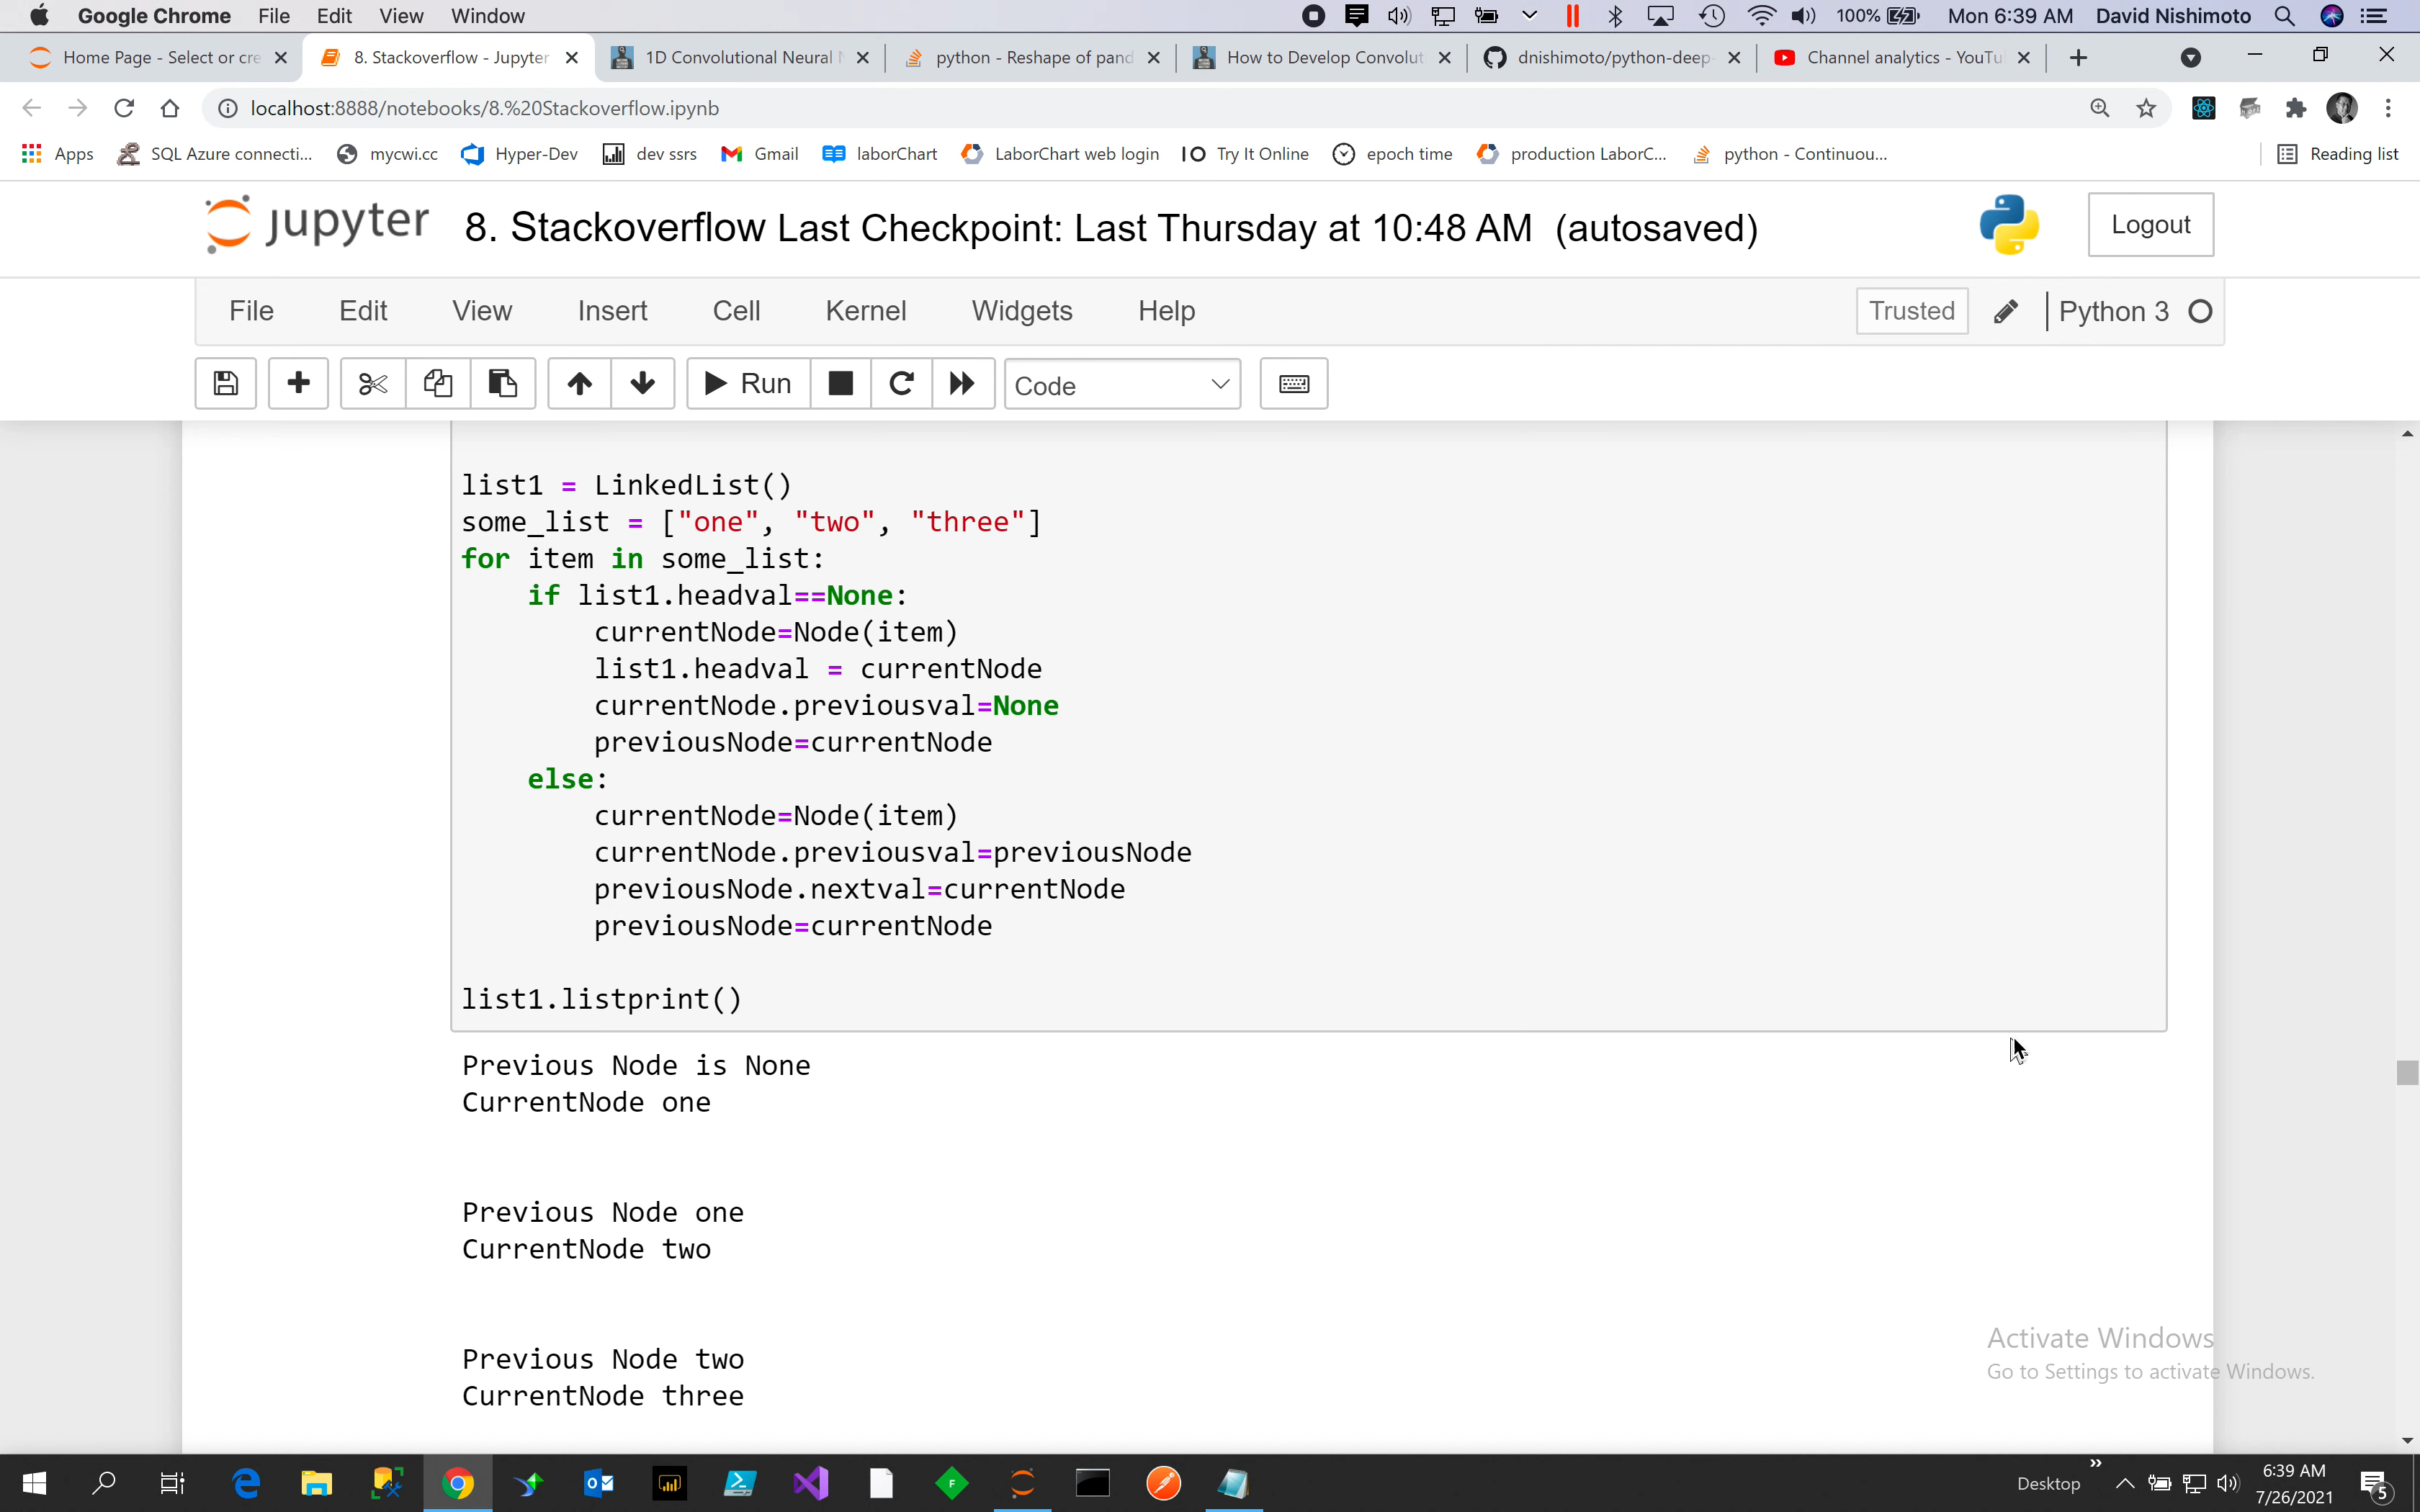 Google Chrome File Edit View Window 100% Mon 6:39 AM David Nishimoto
Home Page - Select or cre 8. Stackoverflow - Jupyter 1D Convolutional Neural N python - Reshape of pand How to Develop Convolut dnishimoto/python-deep- Channel analytics - YouTu
localhost:8888/notebooks/8.%20Stackoverflow.ipynb
Apps SQL Azure connecti... mycwi.cc Hyper-Dev dev ssrs Gmail laborChart LaborChart web login Try It Online epoch time production LaborC... python - Continuou... Reading list
jupyter 8. Stackoverflow Last Checkpoint: Last Thursday at 10:48 AM (autosaved) Logout
File Edit View Insert Cell Kernel Widgets Help Trusted Python 3
Run Code
list1 = LinkedList()
some_list = ["one", "two", "three"]
for item in some_list:
    if list1.headval==None:
        currentNode=Node(item)
        list1.headval = currentNode
        currentNode.previousval=None
        previousNode=currentNode
    else:
        currentNode=Node(item)
        currentNode.previousval=previousNode
        previousNode.nextval=currentNode
        previousNode=currentNode
list1.listprint()
Previous Node is None
CurrentNode one
Previous Node one
CurrentNode two
Previous Node two
CurrentNode three
Activate Windows
Go to Settings to activate Windows.
Desktop 6:39 AM
7/26/2021 5